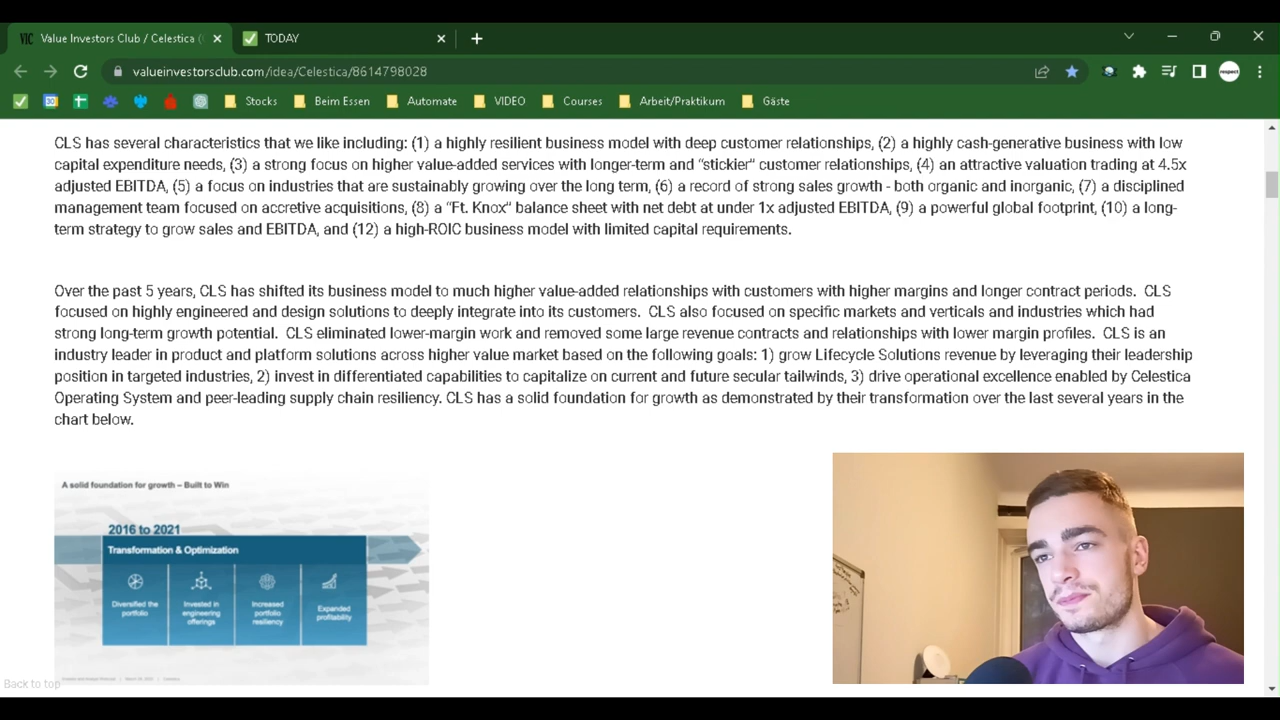 VIC Value Investors Club / Celestica (
TODAY
valueinvestorsclub.com/idea/Celestica/8614798028
respect
30
Stocks
Beim Essen
Automate
VIDEO
Courses
Arbeit/Praktikum
Gäste
CLS has several characteristics that we like including: (1) a highly resilient business model with deep customer relationships, (2) a highly cash-generative business with low
capital expenditure needs, (3) a strong focus on higher value-added services with longer-term and “stickier” customer relationships, (4) an attractive valuation trading at 4.5x
adjusted EBITDA, (5) a focus on industries that are sustainably growing over the long term, (6) a record of strong sales growth - both organic and inorganic, (7) a disciplined
management team focused on accretive acquisitions, (8) a “Ft. Knox” balance sheet with net debt at under 1x adjusted EBITDA, (9) a powerful global footprint, (10) a long-
term strategy to grow sales and EBITDA, and (12) a high-ROIC business model with limited capital requirements.
Over the past 5 years, CLS has shifted its business model to much higher value-added relationships with customers with higher margins and longer contract periods. CLS
focused on highly engineered and design solutions to deeply integrate into its customers. CLS also focused on specific markets and verticals and industries which had
strong long-term growth potential. CLS eliminated lower-margin work and removed some large revenue contracts and relationships with lower margin profiles. CLS is an
industry leader in product and platform solutions across higher value market based on the following goals: 1) grow Lifecycle Solutions revenue by leveraging their leadership
position in targeted industries, 2) invest in differentiated capabilities to capitalize on current and future secular tailwinds, 3) drive operational excellence enabled by Celestica
Operating System and peer-leading supply chain resiliency. CLS has a solid foundation for growth as demonstrated by their transformation over the last several years in the
chart below.
A solid foundation for growth – Built to Win
2016 to 2021
Transformation & Optimization
Diversified the
portfolio
Invested in
engineering
offerings
Increased
portfolio
resiliency
Expanded
profitability
Back to top